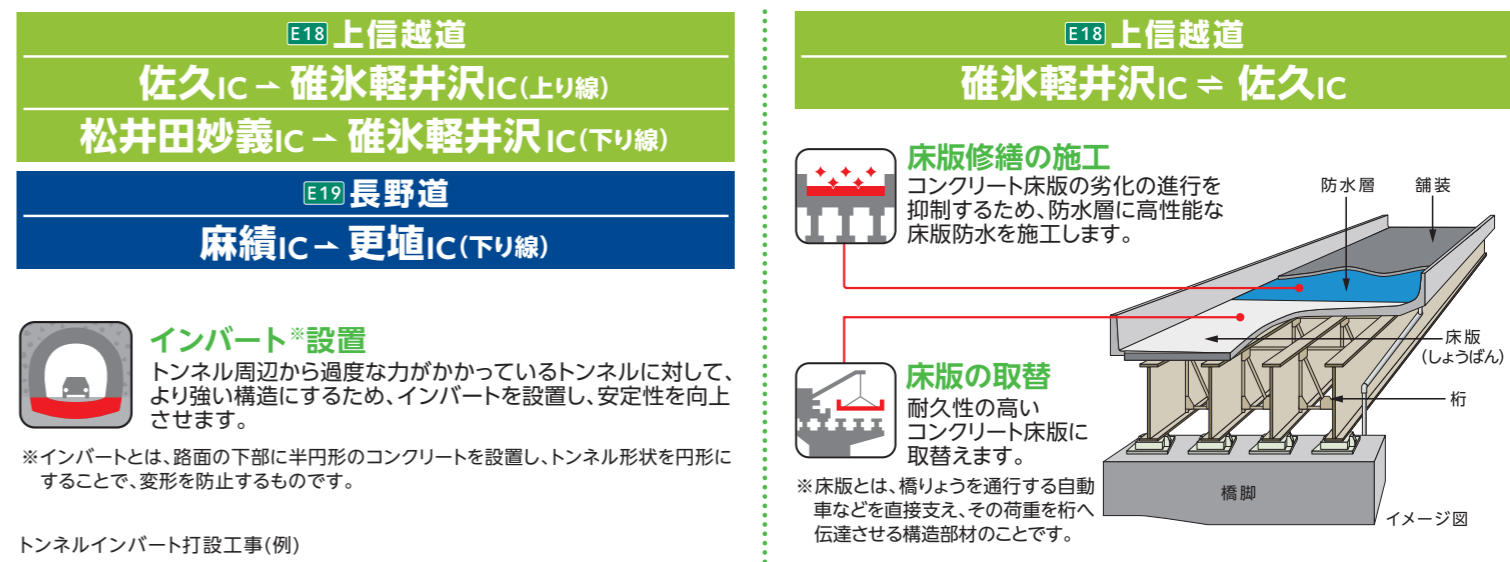 E18 上信越道
佐久IC⇀碓氷軽井沢IC(上り線)
松井田妙義IC⇀碓氷軽井沢IC(下り線)
E19 長野道
麻績IC⇀更埴IC(下り線)
インバート※設置
トンネル周辺から過度な力がかかっているトンネルに対して、
より強い構造にするため、インバートを設置し、安定性を向上
させます。
※インバートとは、路面の下部に半円形のコンクリートを設置し、トンネル形状を円形に
することで、変形を防止するものです。
トンネルインバート打設工事(例)
E18 上信越道
碓氷軽井沢IC⇌佐久IC
床版修繕の施工
コンクリート床版の劣化の進行を
抑制するため、防水層に高性能な
床版防水を施工します。
床版の取替
耐久性の高い
コンクリート床版に
取替えます。
※床版とは、橋りょうを通行する自動
車などを直接支え、その荷重を桁へ
伝達させる構造部材のことです。
防水層
舗装
床版
(しょうばん)
桁
橋脚
イメージ図